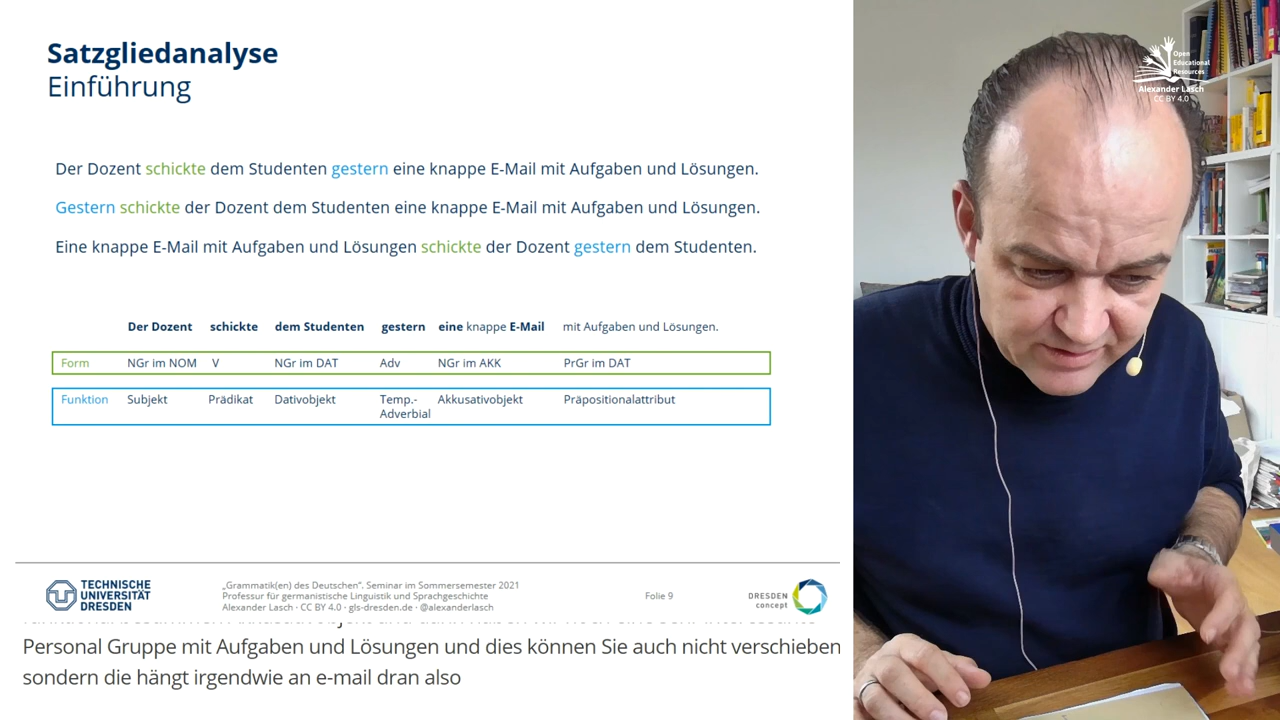 Satzgliedanalyse
Einführung
Der Dozent schickte dem Studenten gestern eine knappe E-Mail mit Aufgaben und Lösungen.
Gestern schickte der Dozent dem Studenten eine knappe E-Mail mit Aufgaben und Lösungen.
Eine knappe E-Mail mit Aufgaben und Lösungen schickte der Dozent gestern dem Studenten.
Der Dozent schickte dem Studenten gestern eine knappe E-Mail mit Aufgaben und Lösungen.
Form NGr im NOM V NGr im DAT Adv NGr im AKK PrGr im DAT
Funktion Subjekt Prädikat Dativobjekt Temp.- Akkusativobjekt Präpositionalattribut
Adverbial
TECHNISCHE
UNIVERSITÄT
DRESDEN
„Grammatik(en) des Deutschen“. Seminar im Sommersemester 2021
Professur für germanistische Linguistik und Sprachgeschichte
Alexander Lasch · CC BY 4.0 · gls-dresden.de · @alexanderlasch
Folie 9
DRESDEN
concept
Personal Gruppe mit Aufgaben und Lösungen und dies können Sie auch nicht verschieben
sondern die hängt irgendwie an e-mail dran also
Open
Educational
Resources
Alexander Lasch
CC BY 4.0